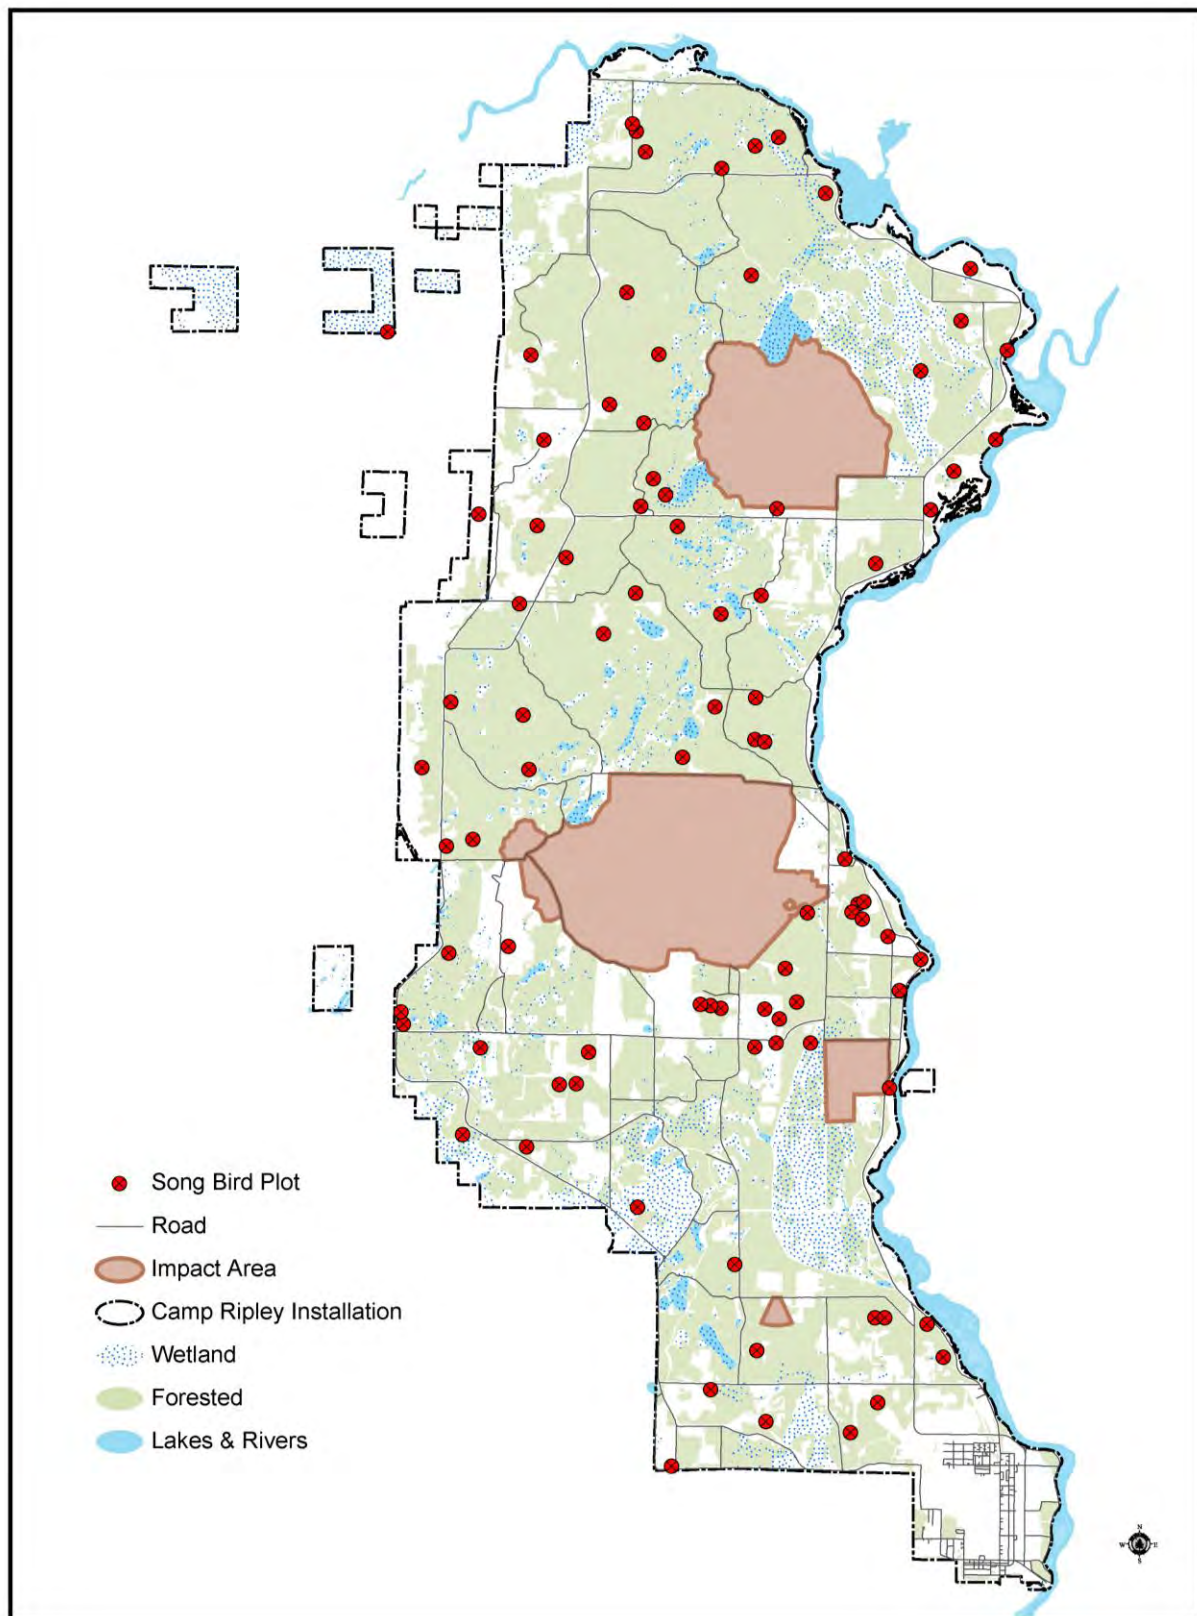 Song Bird Plot
Road
Impact Area
Camp Ripley Installation
Wetland
Forested
Lakes & Rivers
N
W E
S